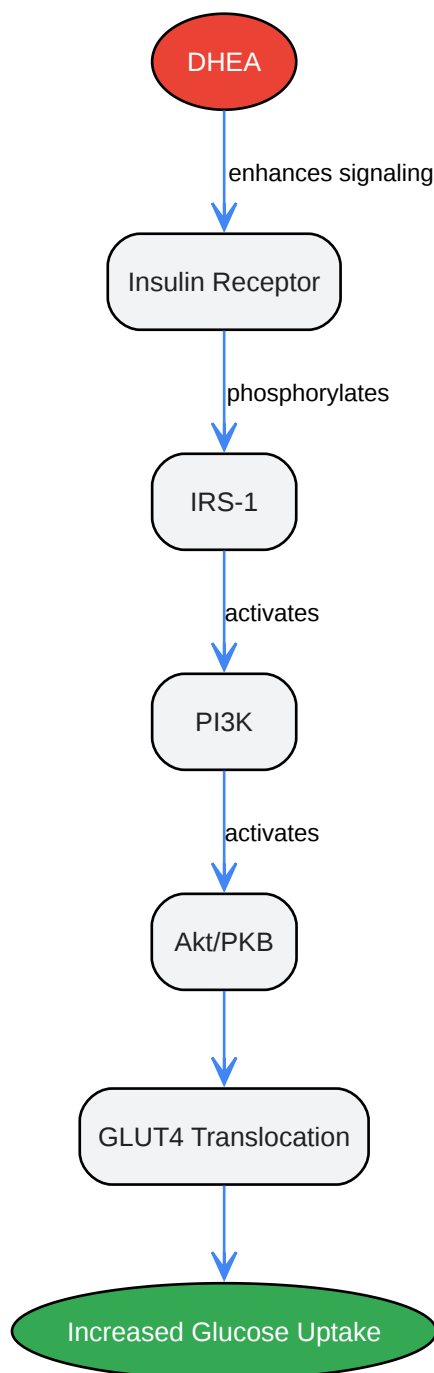 DHEA
enhances signaling
Insulin Receptor
phosphorylates
IRS-1
activates
PI3K
activates
Akt/PKB
GLUT4 Translocation
Increased Glucose Uptake